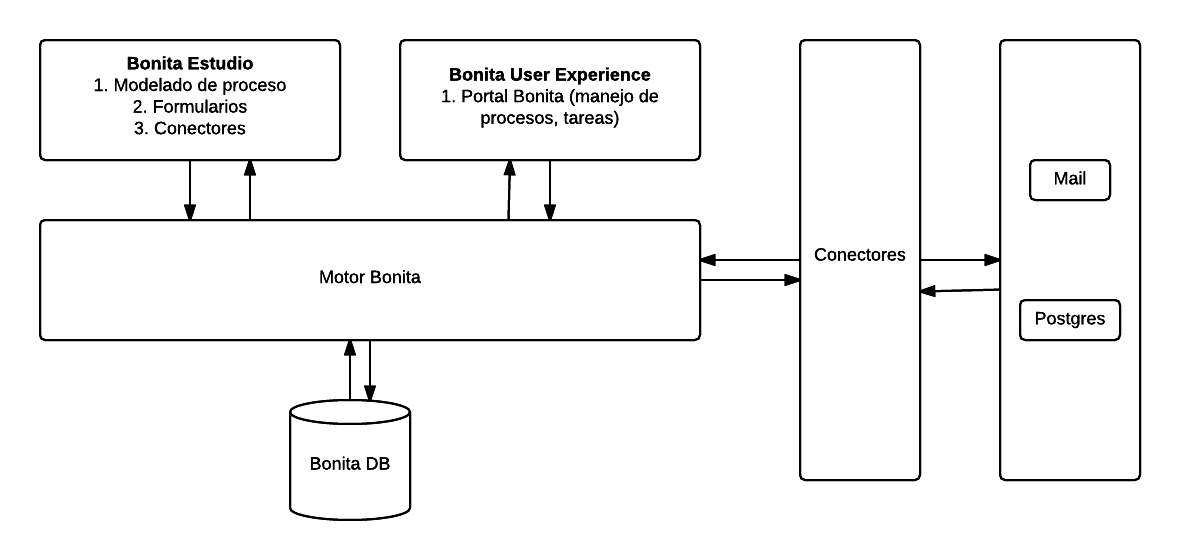 Bonita Estudio
1. Modelado de proceso
2. Formularios
3. Conectores
Bonita User Experience
1. Portal Bonita (manejo de
procesos, tareas)
Motor Bonita
Bonita DB
Conectores
Mail
Postgres